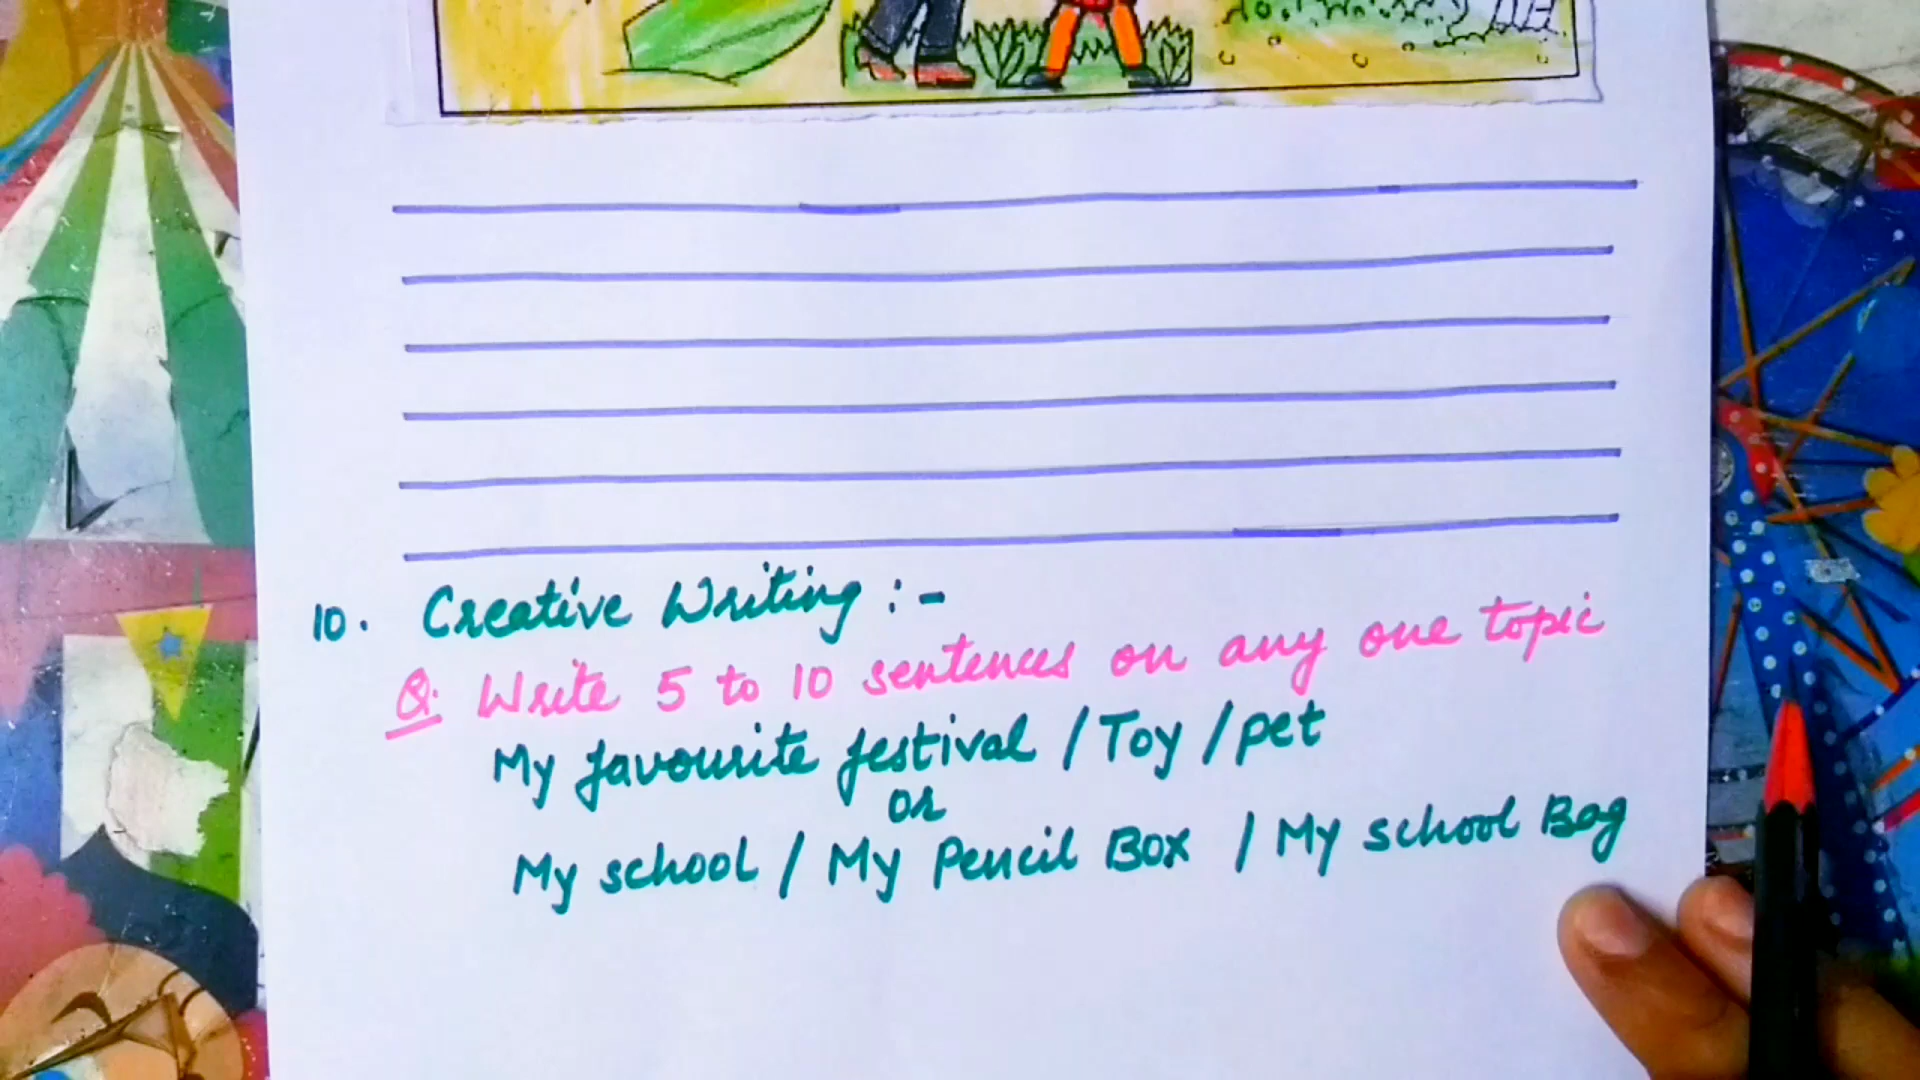 10. Creative Writing :-
Q. Write 5 to 10 sentences on any one topic
My favourite festival / Toy / pet
or
My school / My Pencil Box / My school Bag